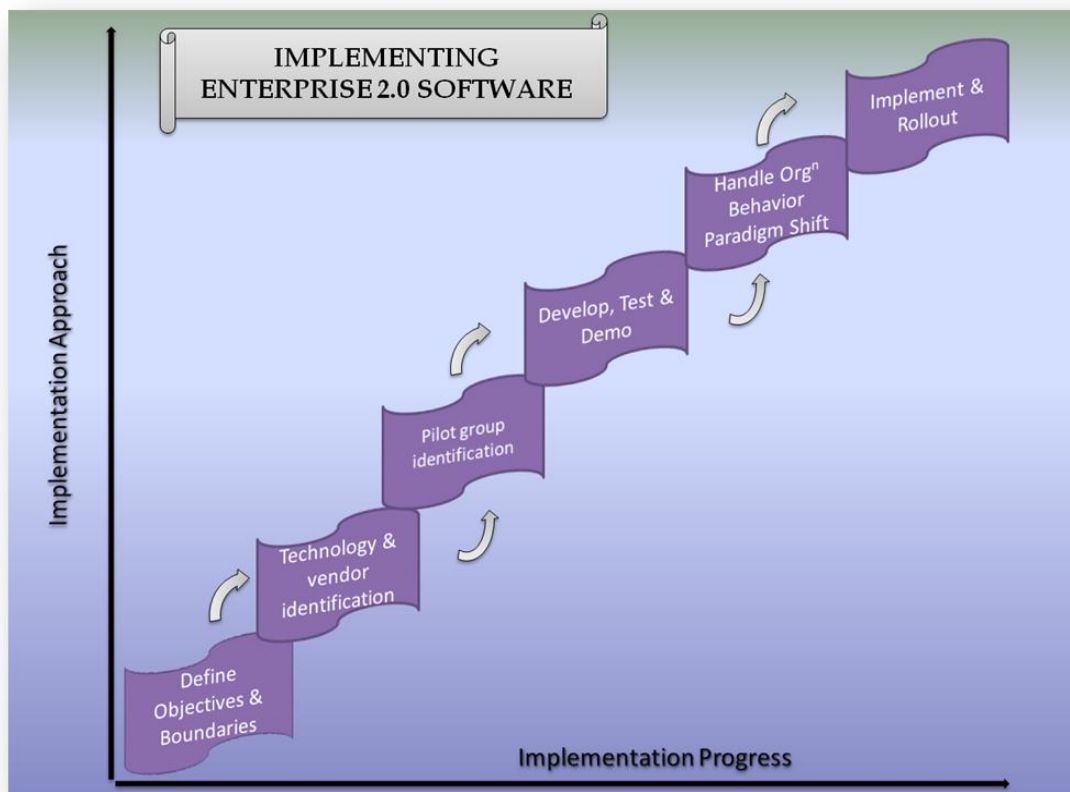 IMPLEMENTING
ENTERPRISE 2.0 SOFTWARE
Implementation Approach
Implement &
Rollout
Handle Orgⁿ
Behavior
Paradigm Shift
Develop, Test &
Demo
Pilot group
identification
Technology &
vendor
identification
Define
Objectives &
Boundaries
Implementation Progress